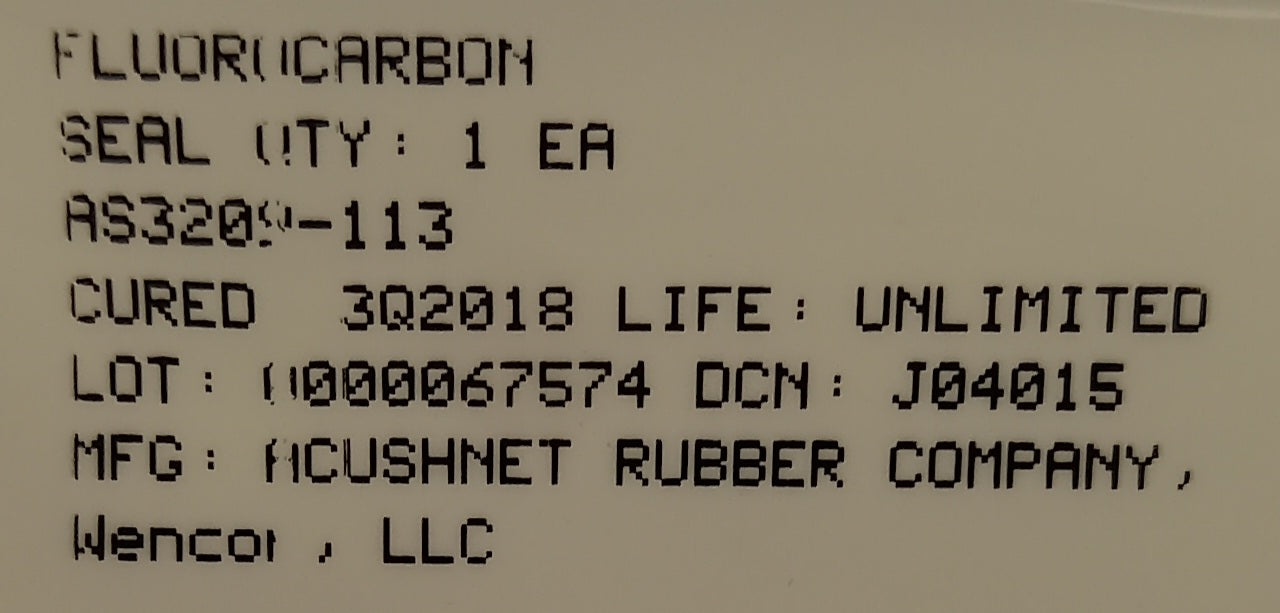 FLUOROCARBON
SEAL QTY: 1 EA
AS3209-113
CURED 3Q2018 LIFE: UNLIMITED
LOT: 0000067574 DCN: J04015
MFG: ACUSHNET RUBBER COMPANY,
Wencor, LLC